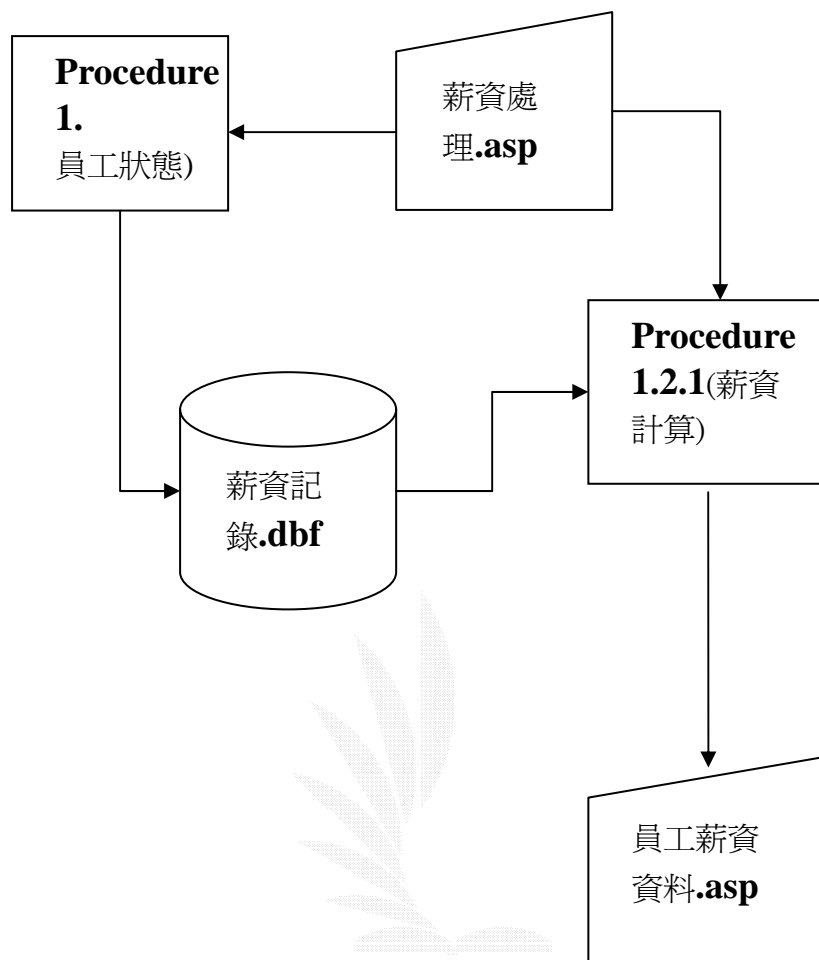 Procedure
1.
員工狀態)
薪資處
理.asp
Procedure
1.2.1(薪資
計算)
薪資記
錄.dbf
員工薪資
資料.asp